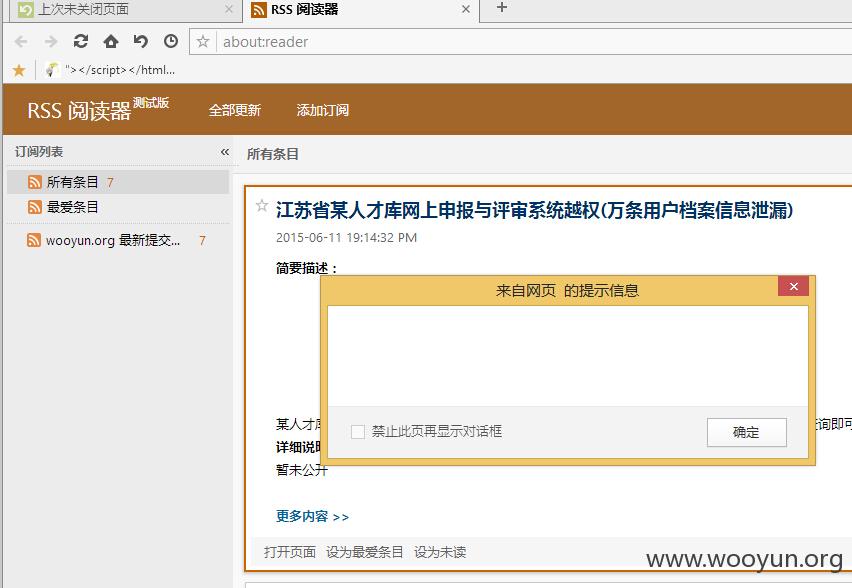 上次未关闭页面
RSS 阅读器
about:reader
"></script></html...
RSS 阅读器测试版
全部更新
添加订阅
订阅列表
«
所有条目
所有条目 7
最爱条目
wooyun.org 最新提交... 7
江苏省某人才库网上申报与评审系统越权(万条用户档案信息泄漏)
2015-06-11 19:14:32 PM
简要描述：
来自网页 的提示信息
禁止此页再显示对话框
确定
某人才
询即可
详细说
暂未公开
更多内容 >>
打开页面 设为最爱条目 设为未读
www.wooyun.org